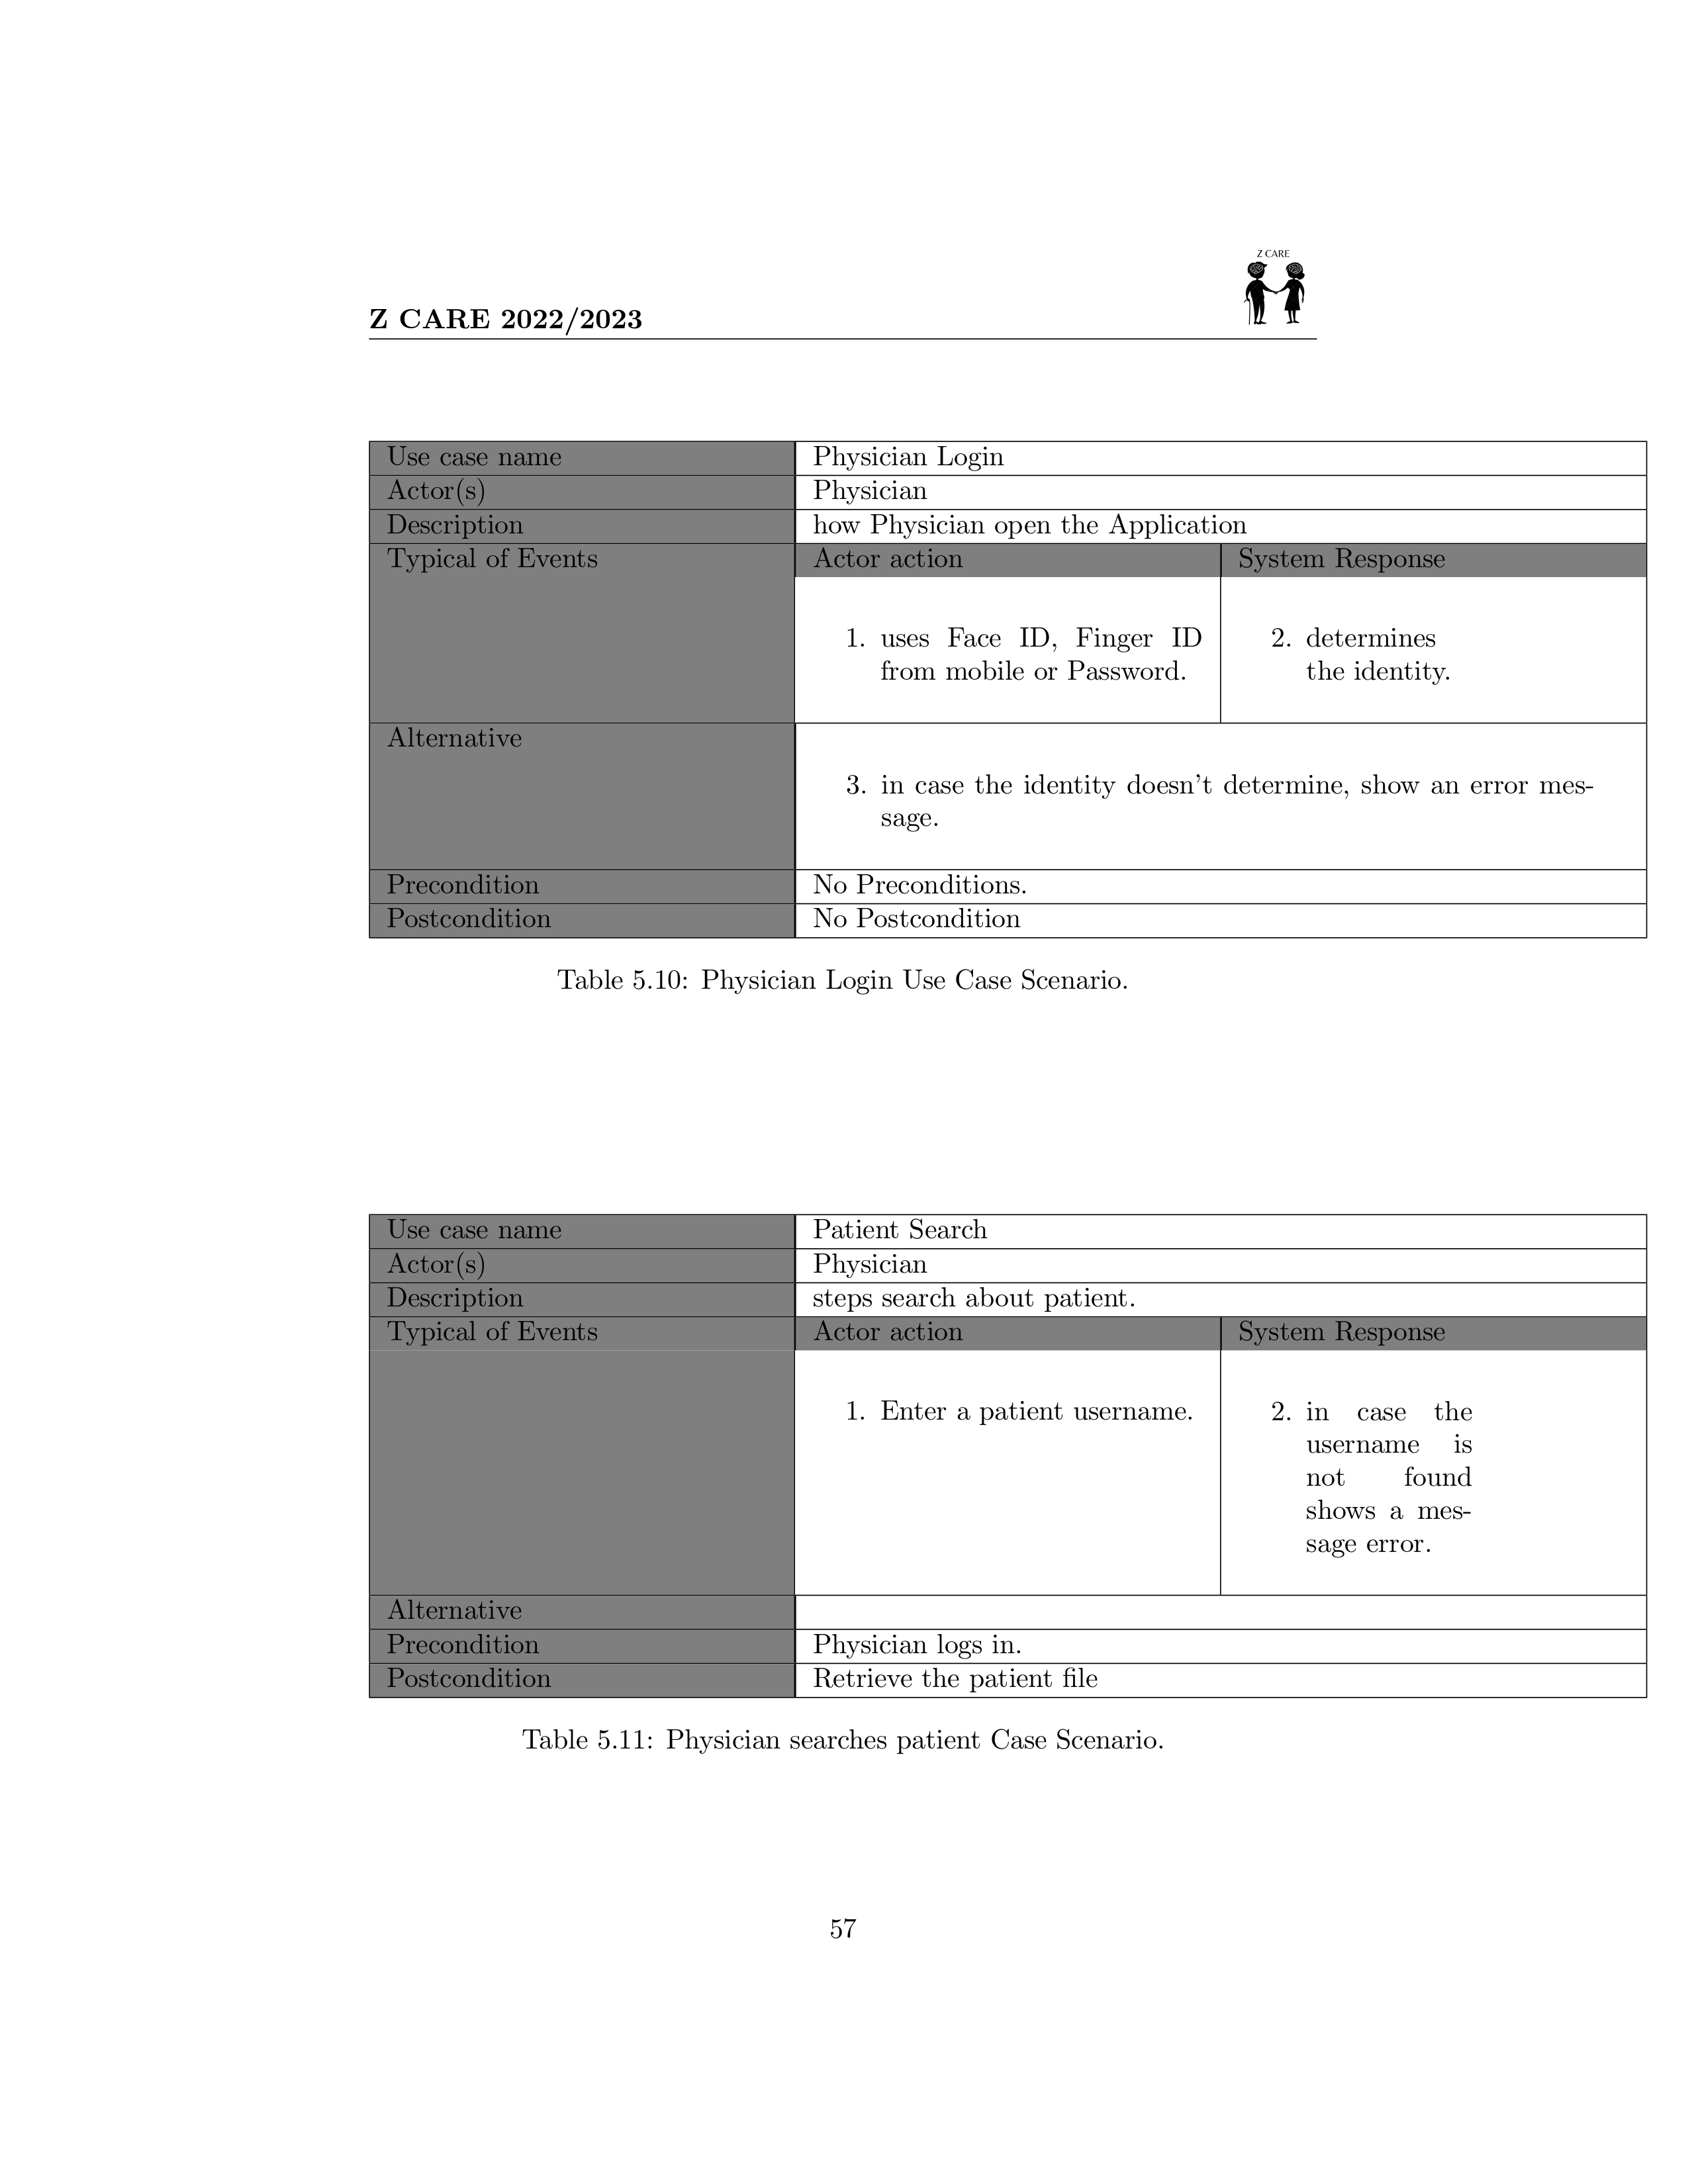 Z CARE
Z CARE 2022/2023
Use case name Physician Login
Actor(s) Physician
Description how Physician open the Application
Typical of Events Actor action System Response
1. uses Face ID, Finger ID
from mobile or Password.
2. determines
the identity.
Alternative
3. in case the identity doesn't determine, show an error mes-
sage.
Precondition No Preconditions.
Postcondition No Postcondition
Table 5.10: Physician Login Use Case Scenario.
Use case name Patient Search
Actor(s) Physician
Description steps search about patient.
Typical of Events Actor action System Response
1. Enter a patient username.
2. in case the
username is
not found
shows a mes-
sage error.
Alternative
Precondition Physician logs in.
Postcondition Retrieve the patient file
Table 5.11: Physician searches patient Case Scenario.
57